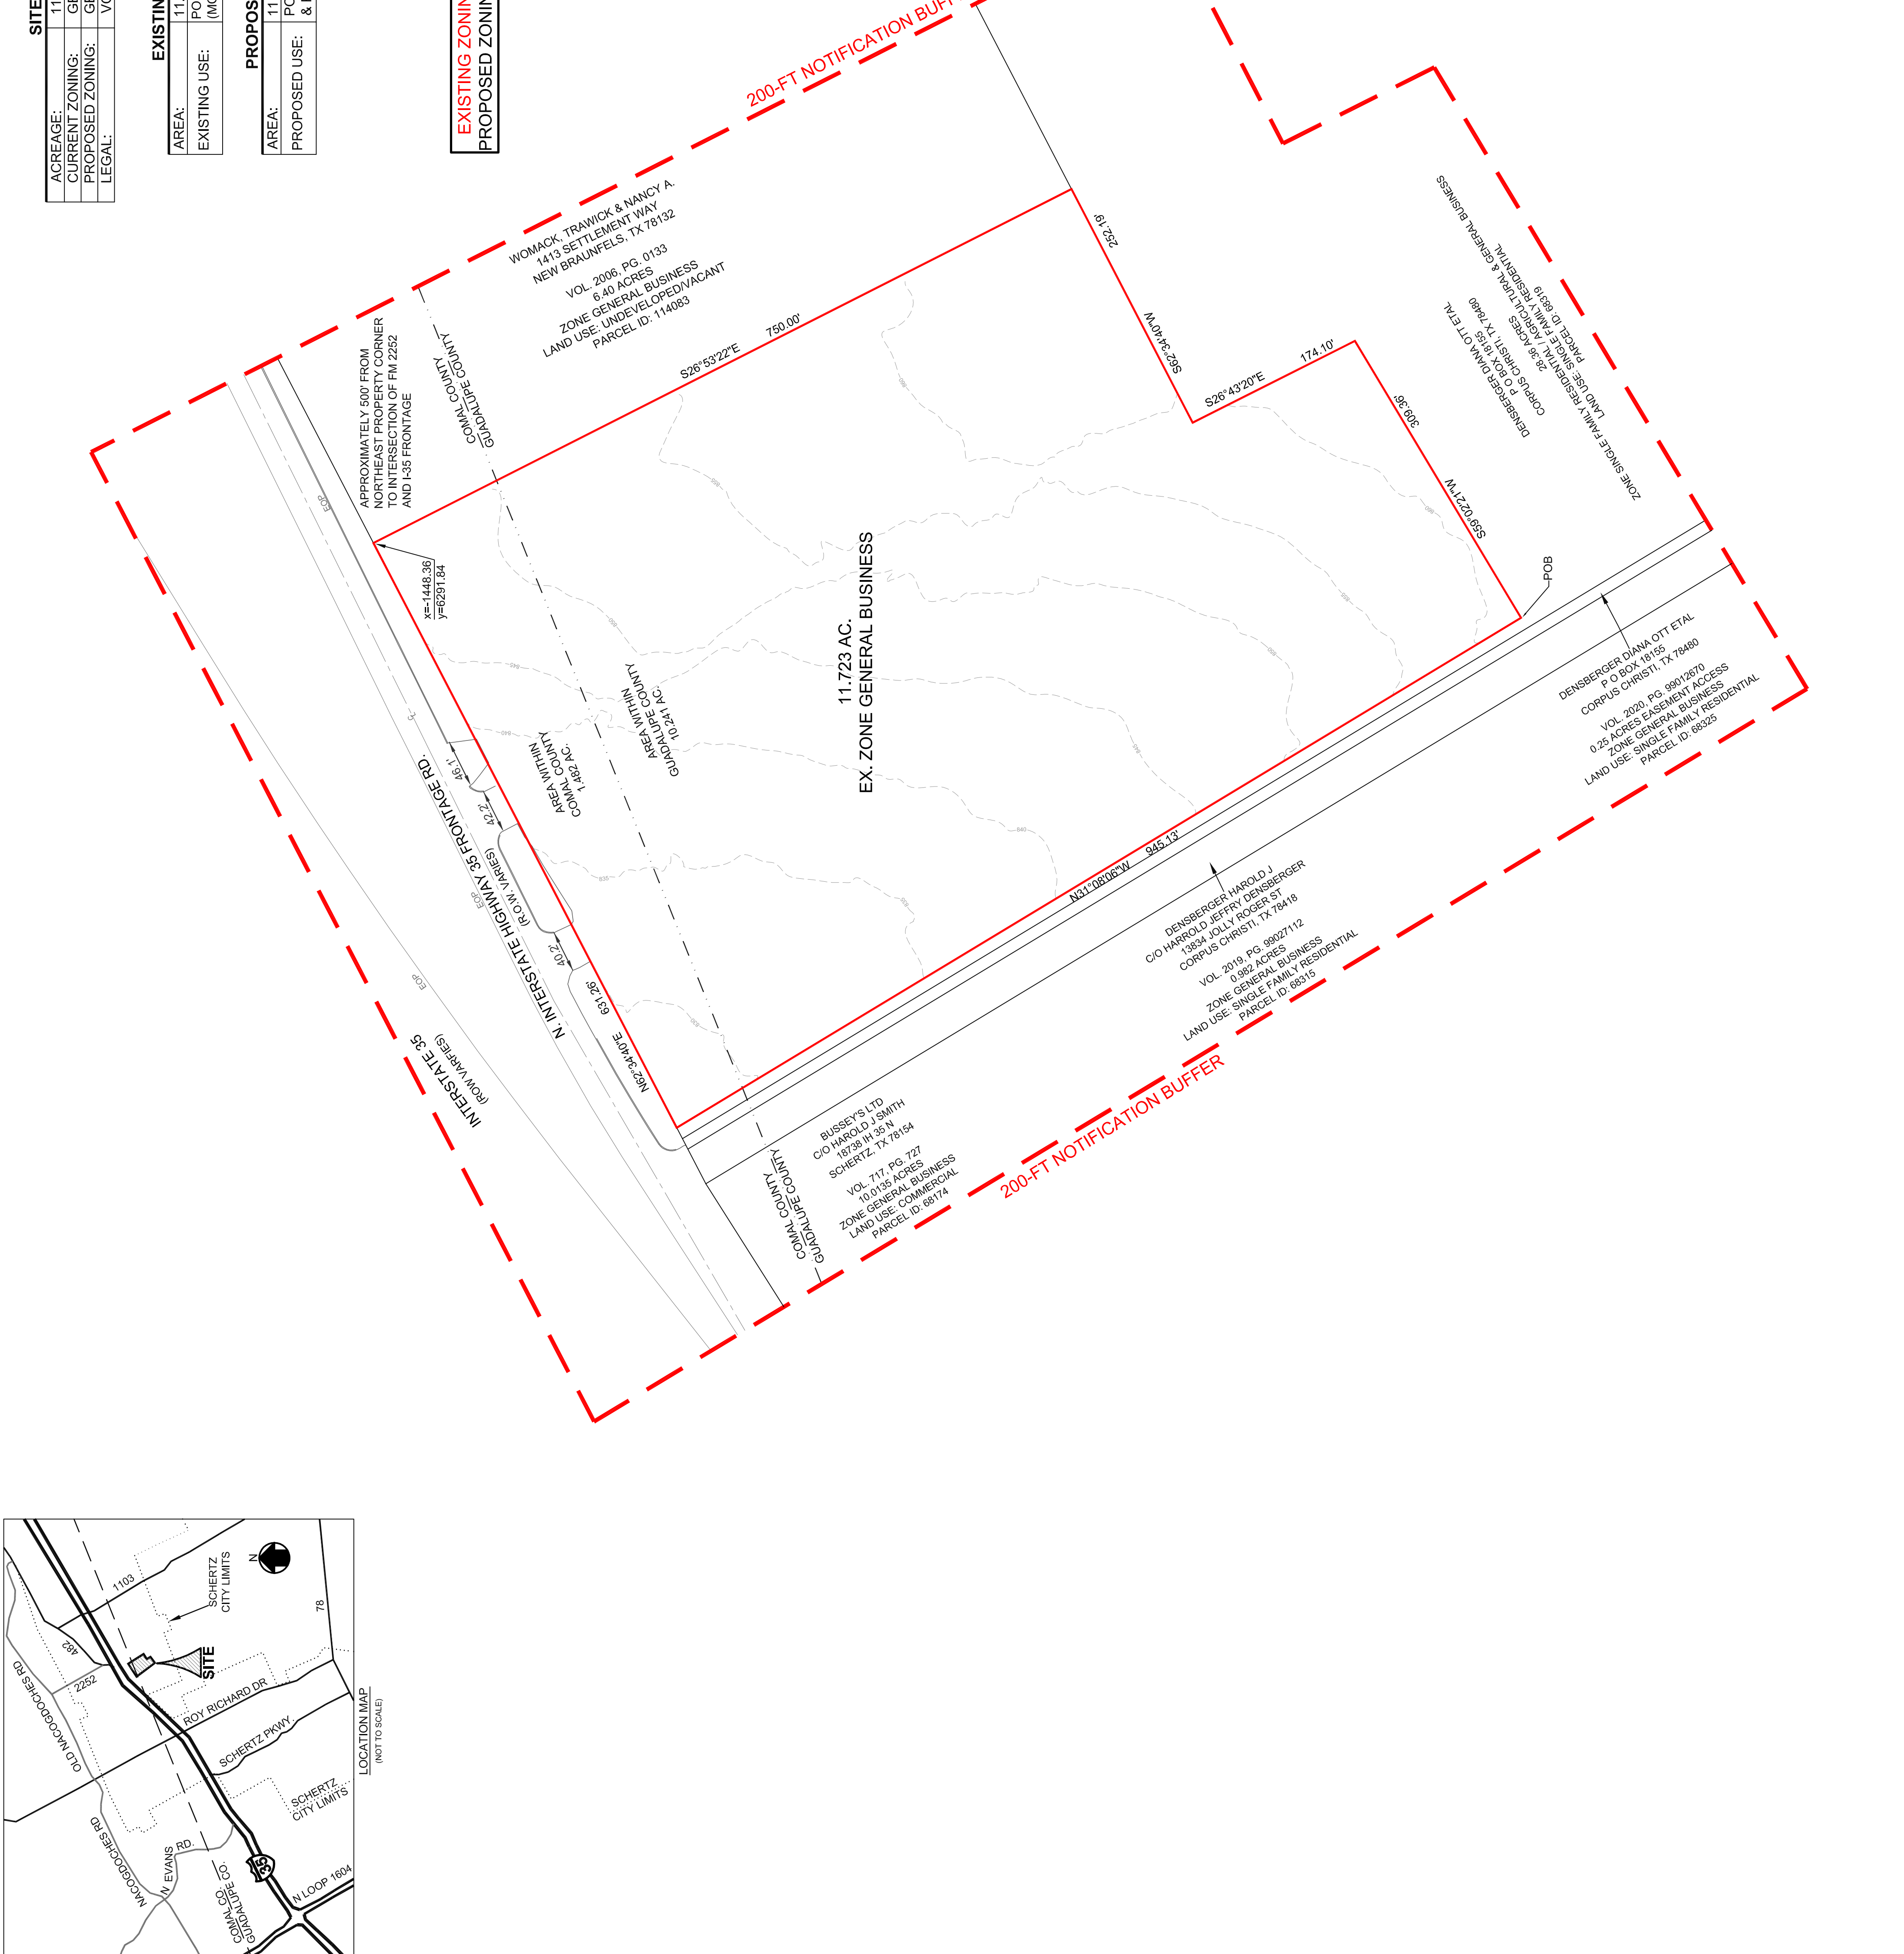 SITE
ACREAGE:
CURRENT ZONING:
PROPOSED ZONING:
LEGAL:
AREA:
EXISTING USE:
AREA:
PROPOSED USE:
EXISTING
PROPOSED ZONING
200-FT NOTIFICATION
WOMACK, TRAWICK & NANCY A.
1413 SETTLEMENT WAY
NEW BRAUNFELS, TX 78132
VOL. 2006, PG. 0133
6.40 ACRES
ZONE GENERAL BUSINESS
LAND USE: UNDEVELOPED/VACANT
PARCEL ID: 114083
APPROXIMATELY 500' FROM
NORTHEAST PROPERTY CORNER
TO INTERSECTION OF FM 2252
AND I-35 FRONTAGE
COMAL COUNTY
GUADALUPE COUNTY
S26°53'22"E
750.00'
252.19'
S62°34'40"W
S26°43'20"E
174.10'
309.36'
S59°02'21"W
DENSBERGER DIANA OTT ETAL
P O BOX 18155
CORPUS CHRISTI, TX 78480
28.36 ACRES
ZONE SINGLE FAMILY RESIDENTIAL / AGRICULTURAL & GENERAL BUSINESS
LAND USE: SINGLE FAMILY RESIDENTIAL
PARCEL ID: 68319
x=-1448.36
y=6291.84
EOP
11.723 AC.
EX. ZONE GENERAL BUSINESS
AREA WITHIN
GUADALUPE COUNTY
10.241 AC.
AREA WITHIN
COMAL COUNTY
1.482 AC.
46.1'
42.2'
40.2'
N. INTERSTATE HIGHWAY 35 FRONTAGE RD.
(R.O.W. VARIES)
EOP
EOP
INTERSTATE 35
(ROW VARFIES)
N62°34'40"E
631.26'
N31°08'06"W
945.13'
POB
DENSBERGER DIANA OTT ETAL
P O BOX 18155
CORPUS CHRISTI, TX 78480
VOL. 2020, PG. 99012670
0.25 ACRES EASEMENT ACCESS
ZONE GENERAL BUSINESS
LAND USE: SINGLE FAMILY RESIDENTIAL
PARCEL ID: 68325
DENSBERGER HAROLD J
C/O HARROLD JEFFRY DENSBERGER
13834 JOLLY ROGER ST
CORPUS CHRISTI, TX 78418
VOL. 2019, PG. 99027112
0.982 ACRES
ZONE GENERAL BUSINESS
LAND USE: SINGLE FAMILY RESIDENTIAL
PARCEL ID: 68315
BUSSEY'S LTD
C/O HAROLD J SMITH
18738 IH 35 N
SCHERTZ, TX 78154
VOL. 717, PG. 727
10.0135 ACRES
ZONE GENERAL BUSINESS
LAND USE: COMMERCIAL
PARCEL ID: 68174
COMAL COUNTY
GUADALUPE COUNTY
200-FT NOTIFICATION BUFFER
N
1103
SCHERTZ
CITY LIMITS
78
482
2252
SITE
OLD NACOGDOCHES RD
ROY RICHARD DR
SCHERTZ PKWY.
SCHERTZ
CITY LIMITS
NACOGDOCHES RD
N EVANS RD.
35
COMAL CO.
GUADALUPE CO.
N LOOP 1604
LOCATION MAP
(NOT TO SCALE)